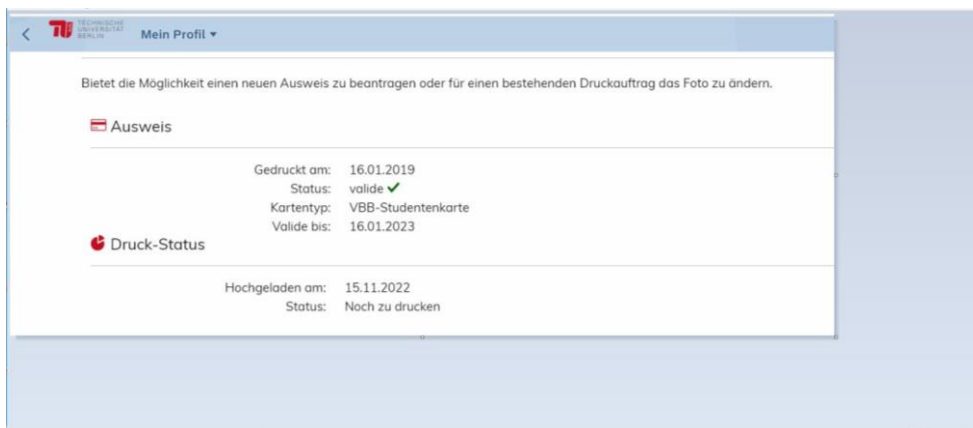 TECHNISCHE
UNIVERSITÄT
BERLIN
Mein Profil
Bietet die Möglichkeit einen neuen Ausweis zu beantragen oder für einen bestehenden Druckauftrag das Foto zu ändern.
Ausweis
Gedruckt am: 16.01.2019
Status: valide
Kartentyp: VBB-Studentenkarte
Valide bis: 16.01.2023
Druck-Status
Hochgeladen am: 15.11.2022
Status: Noch zu drucken